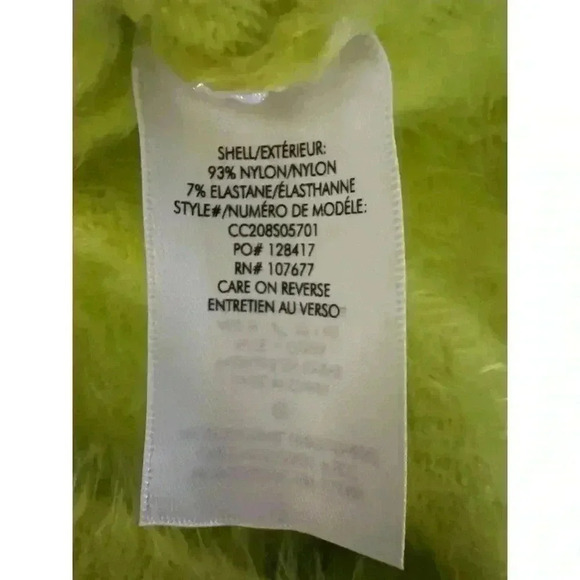 SHELL/EXTÉRIEUR:
93% NYLON/NYLON
7% ELASTANE/ÉLASTHANNE
STYLE#/NUMÉRO DE MODÉLE:
CC208S05701
PO# 128417
RN# 107677
CARE ON REVERSE
ENTRETIEN AU VERSO